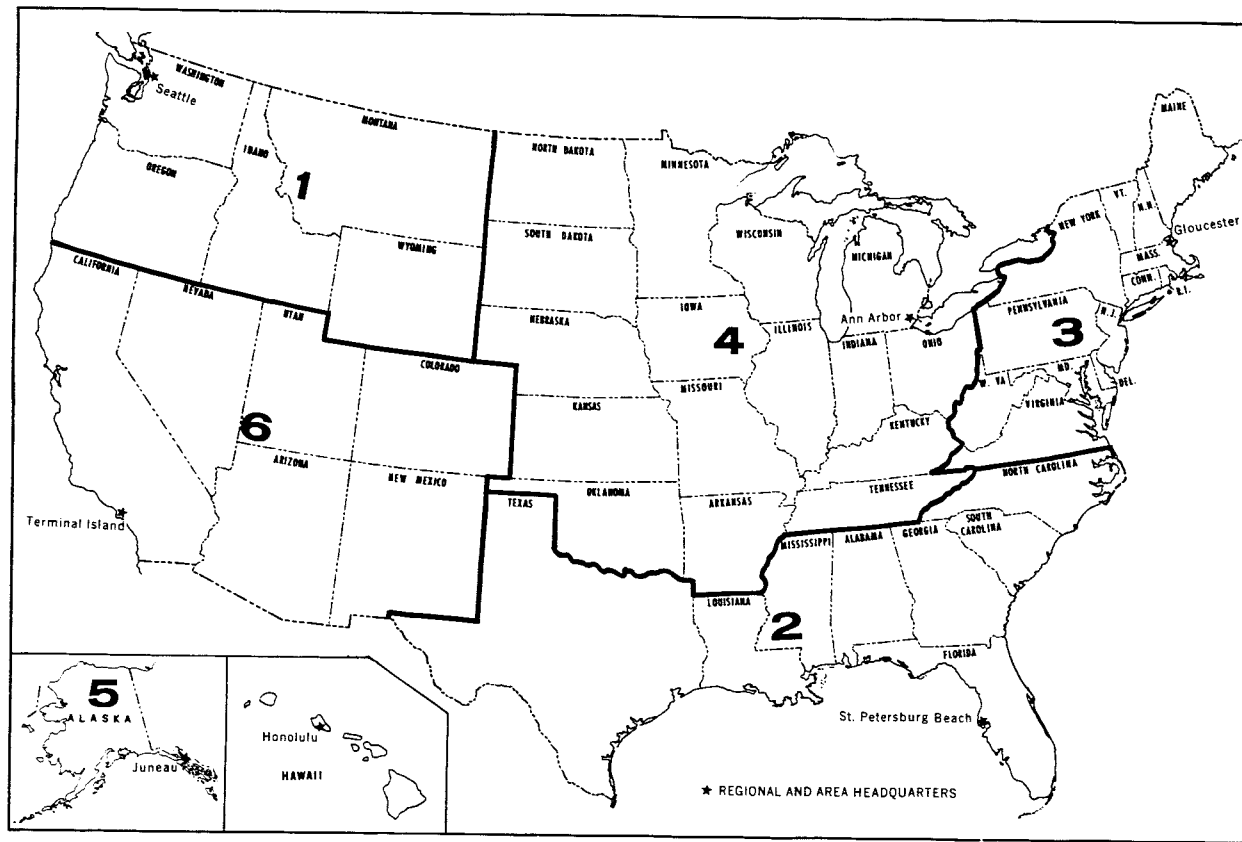 WASHINGTON
Seattle
MONTANA
IDAHO
OREGON
1
WYOMING
NORTH DAKOTA
MINNESOTA
SOUTH DAKOTA
WISCONSIN
MICHIGAN
MAINE
VT.
N.H.
NEW YORK
Gloucester
MASS.
CONN.
R.I.
CALIFORNIA
NEVADA
UTAH
NEBRASKA
IOWA
4
Ann Arbor
ILLINOIS
INDIANA
OHIO
PENNSYLVANIA
N.J.
3
COLORADO
KANSAS
MISSOURI
KENTUCKY
W. VA
MD.
DEL.
VIRGINIA
6
ARIZONA
NEW MEXICO
TEXAS
OKLAHOMA
ARKANSAS
TENNESSEE
NORTH CAROLINA
SOUTH
CAROLINA
Terminal Island
MISSISSIPPI
ALABAMA
GEORGIA
LOUISIANA
2
FLORIDA
St. Petersburg Beach
5
ALASKA
Juneau
Honolulu
HAWAII
★ REGIONAL AND AREA HEADQUARTERS